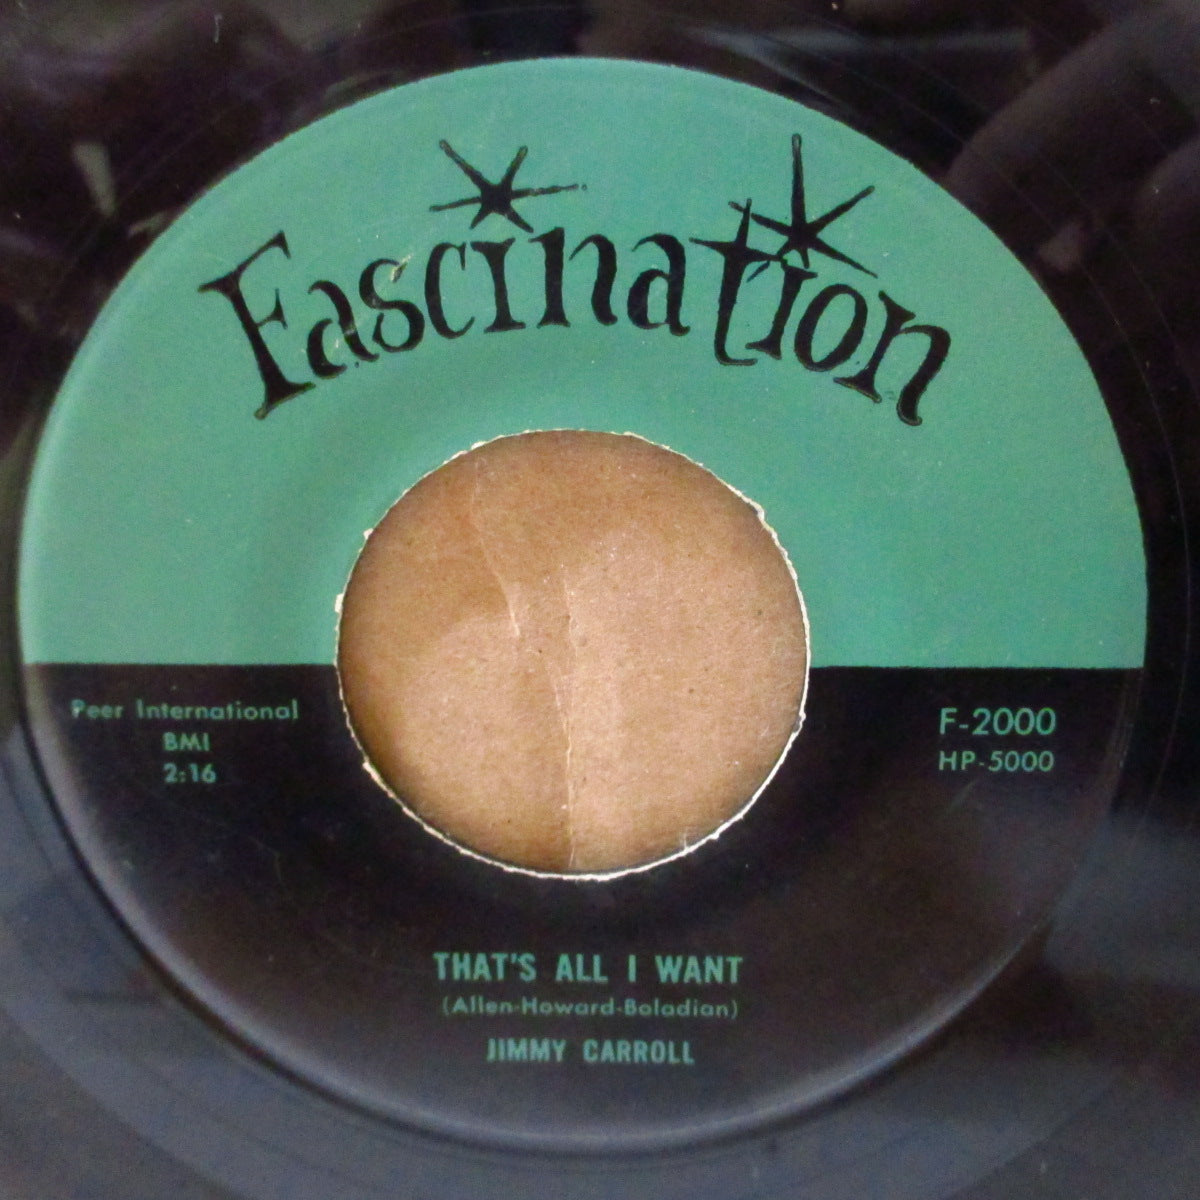 Fascination
Peer International
BMI
2:16
F-2000
HP-5000
THAT'S ALL I WANT
(Allen-Howard-Boladian)
JIMMY CARROLL